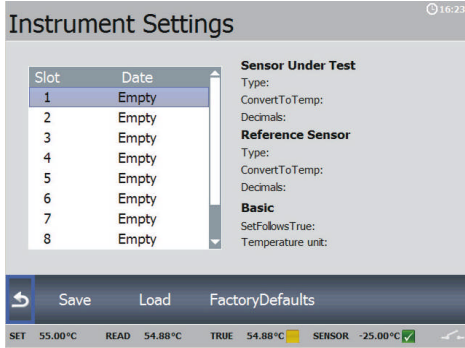 16:23
Instrument Settings
Slot Date
1 Empty
2 Empty
3 Empty
4 Empty
5 Empty
6 Empty
7 Empty
8 Empty
Sensor Under Test
Type:
ConvertToTemp:
Decimals:
Reference Sensor
Type:
ConvertToTemp:
Decimals:
Basic
SetFollowsTrue:
Temperature unit:
Save Load FactoryDefaults
SET 55.00°C READ 54.88°C TRUE 54.88°C SENSOR -25.00°C